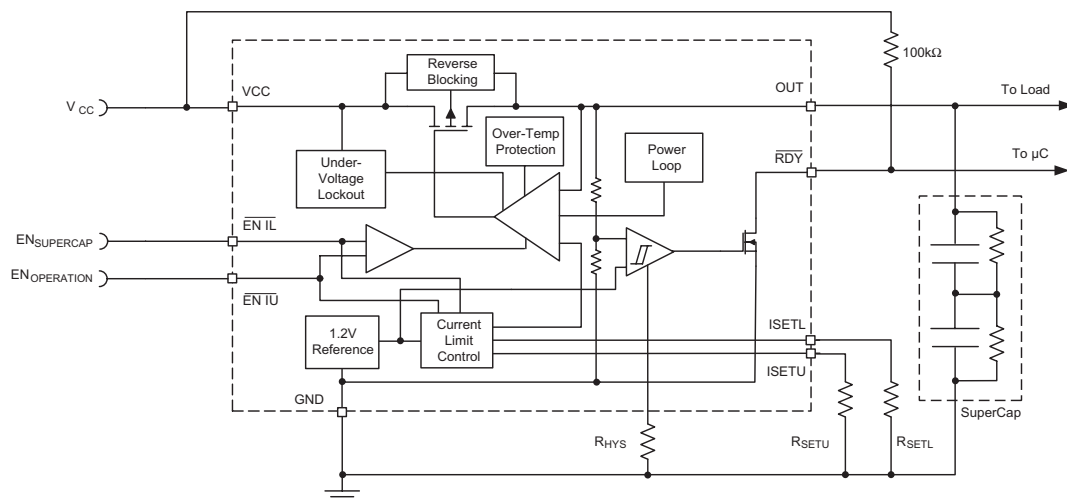 100kΩ
Reverse
Blocking
VCC
OUT
V CC
To Load
Over-Temp
Protection
Power
Loop
RDY
To µC
Under-
Voltage
Lockout
EN IL
ENSUPERCAP
ENOPERATION
EN IU
1.2V
Reference
Current
Limit
Control
ISETL
ISETU
GND
SuperCap
RHYS
RSETU
RSETL